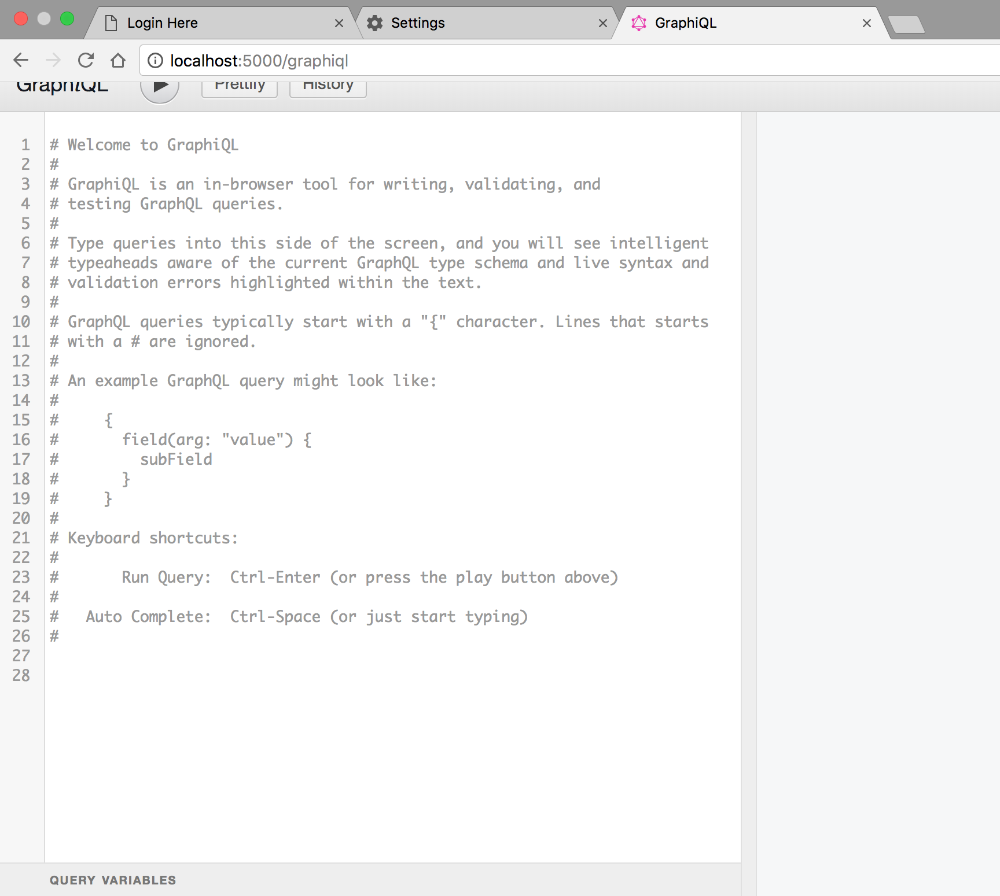 Login Here
Settings
GraphiQL
localhost:5000/graphiql
GraphiQL
Prettify
History
1 # Welcome to GraphiQL
2 #
3 # GraphiQL is an in-browser tool for writing, validating, and
4 # testing GraphQL queries.
5 #
6 # Type queries into this side of the screen, and you will see intelligent
7 # typeaheads aware of the current GraphQL type schema and live syntax and
8 # validation errors highlighted within the text.
9 #
10 # GraphQL queries typically start with a "{" character. Lines that starts
11 # with a # are ignored.
12 #
13 # An example GraphQL query might look like:
14 #
15 #     {
16 #       field(arg: "value") {
17 #         subField
18 #       }
19 #     }
20 #
21 # Keyboard shortcuts:
22 #
23 #       Run Query:  Ctrl-Enter (or press the play button above)
24 #
25 #   Auto Complete:  Ctrl-Space (or just start typing)
26 #
27
28
QUERY VARIABLES